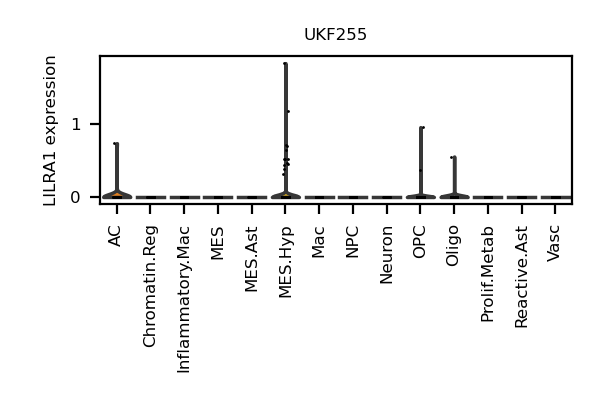 UKF255
LILRA1 expression
1
0
AC
Chromatin.Reg
Inflammatory.Mac
MES
MES.Ast
MES.Hyp
Mac
NPC
Neuron
OPC
Oligo
Prolif.Metab
Reactive.Ast
Vasc